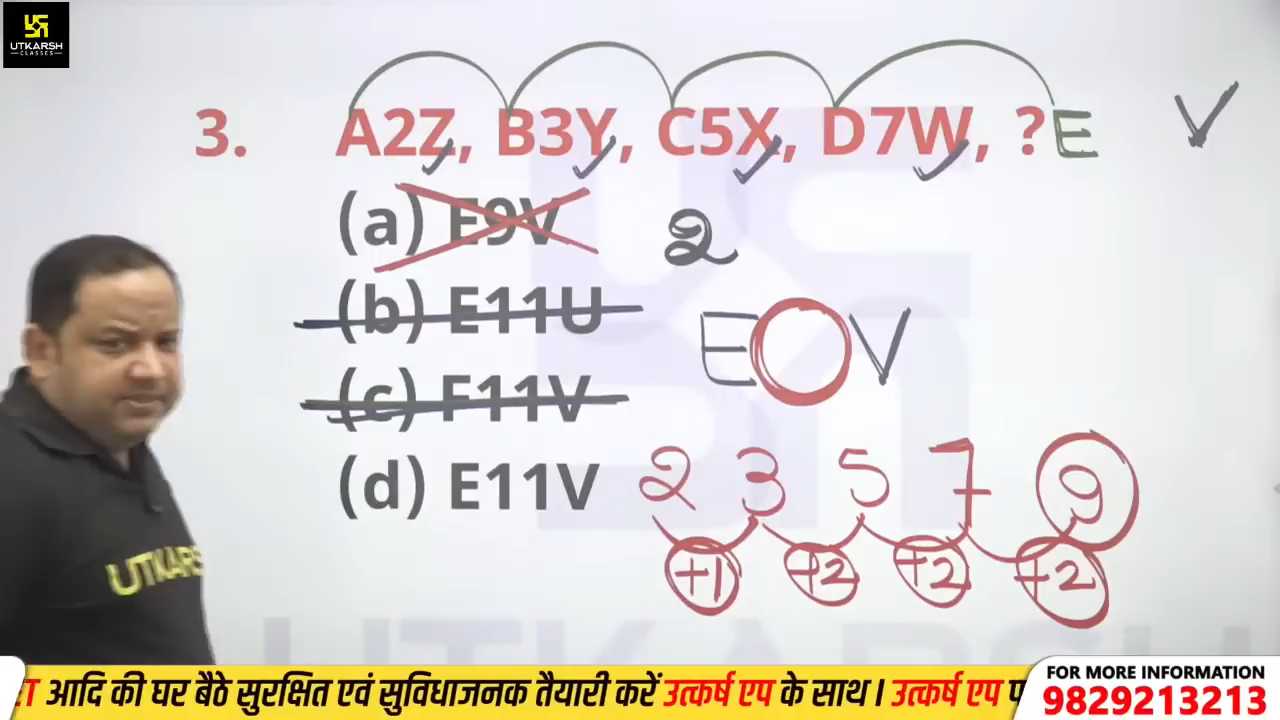 UTKARSH
CLASSES
3. A2Z, B3Y, C5X, D7W, ? E V
(a) E9V 2
(b) E11U
E V
(c) F11V
2 3 5 7 9
(d) E11V
+1 +2 +2 +2
UTKARS
UTKARSH
आदि की घर बैठे सुरक्षित एवं सुविधाजनक तैयारी करें उत्कर्ष एप के साथ। उत्कर्ष एप
FOR MORE INFORMATION
9829213213